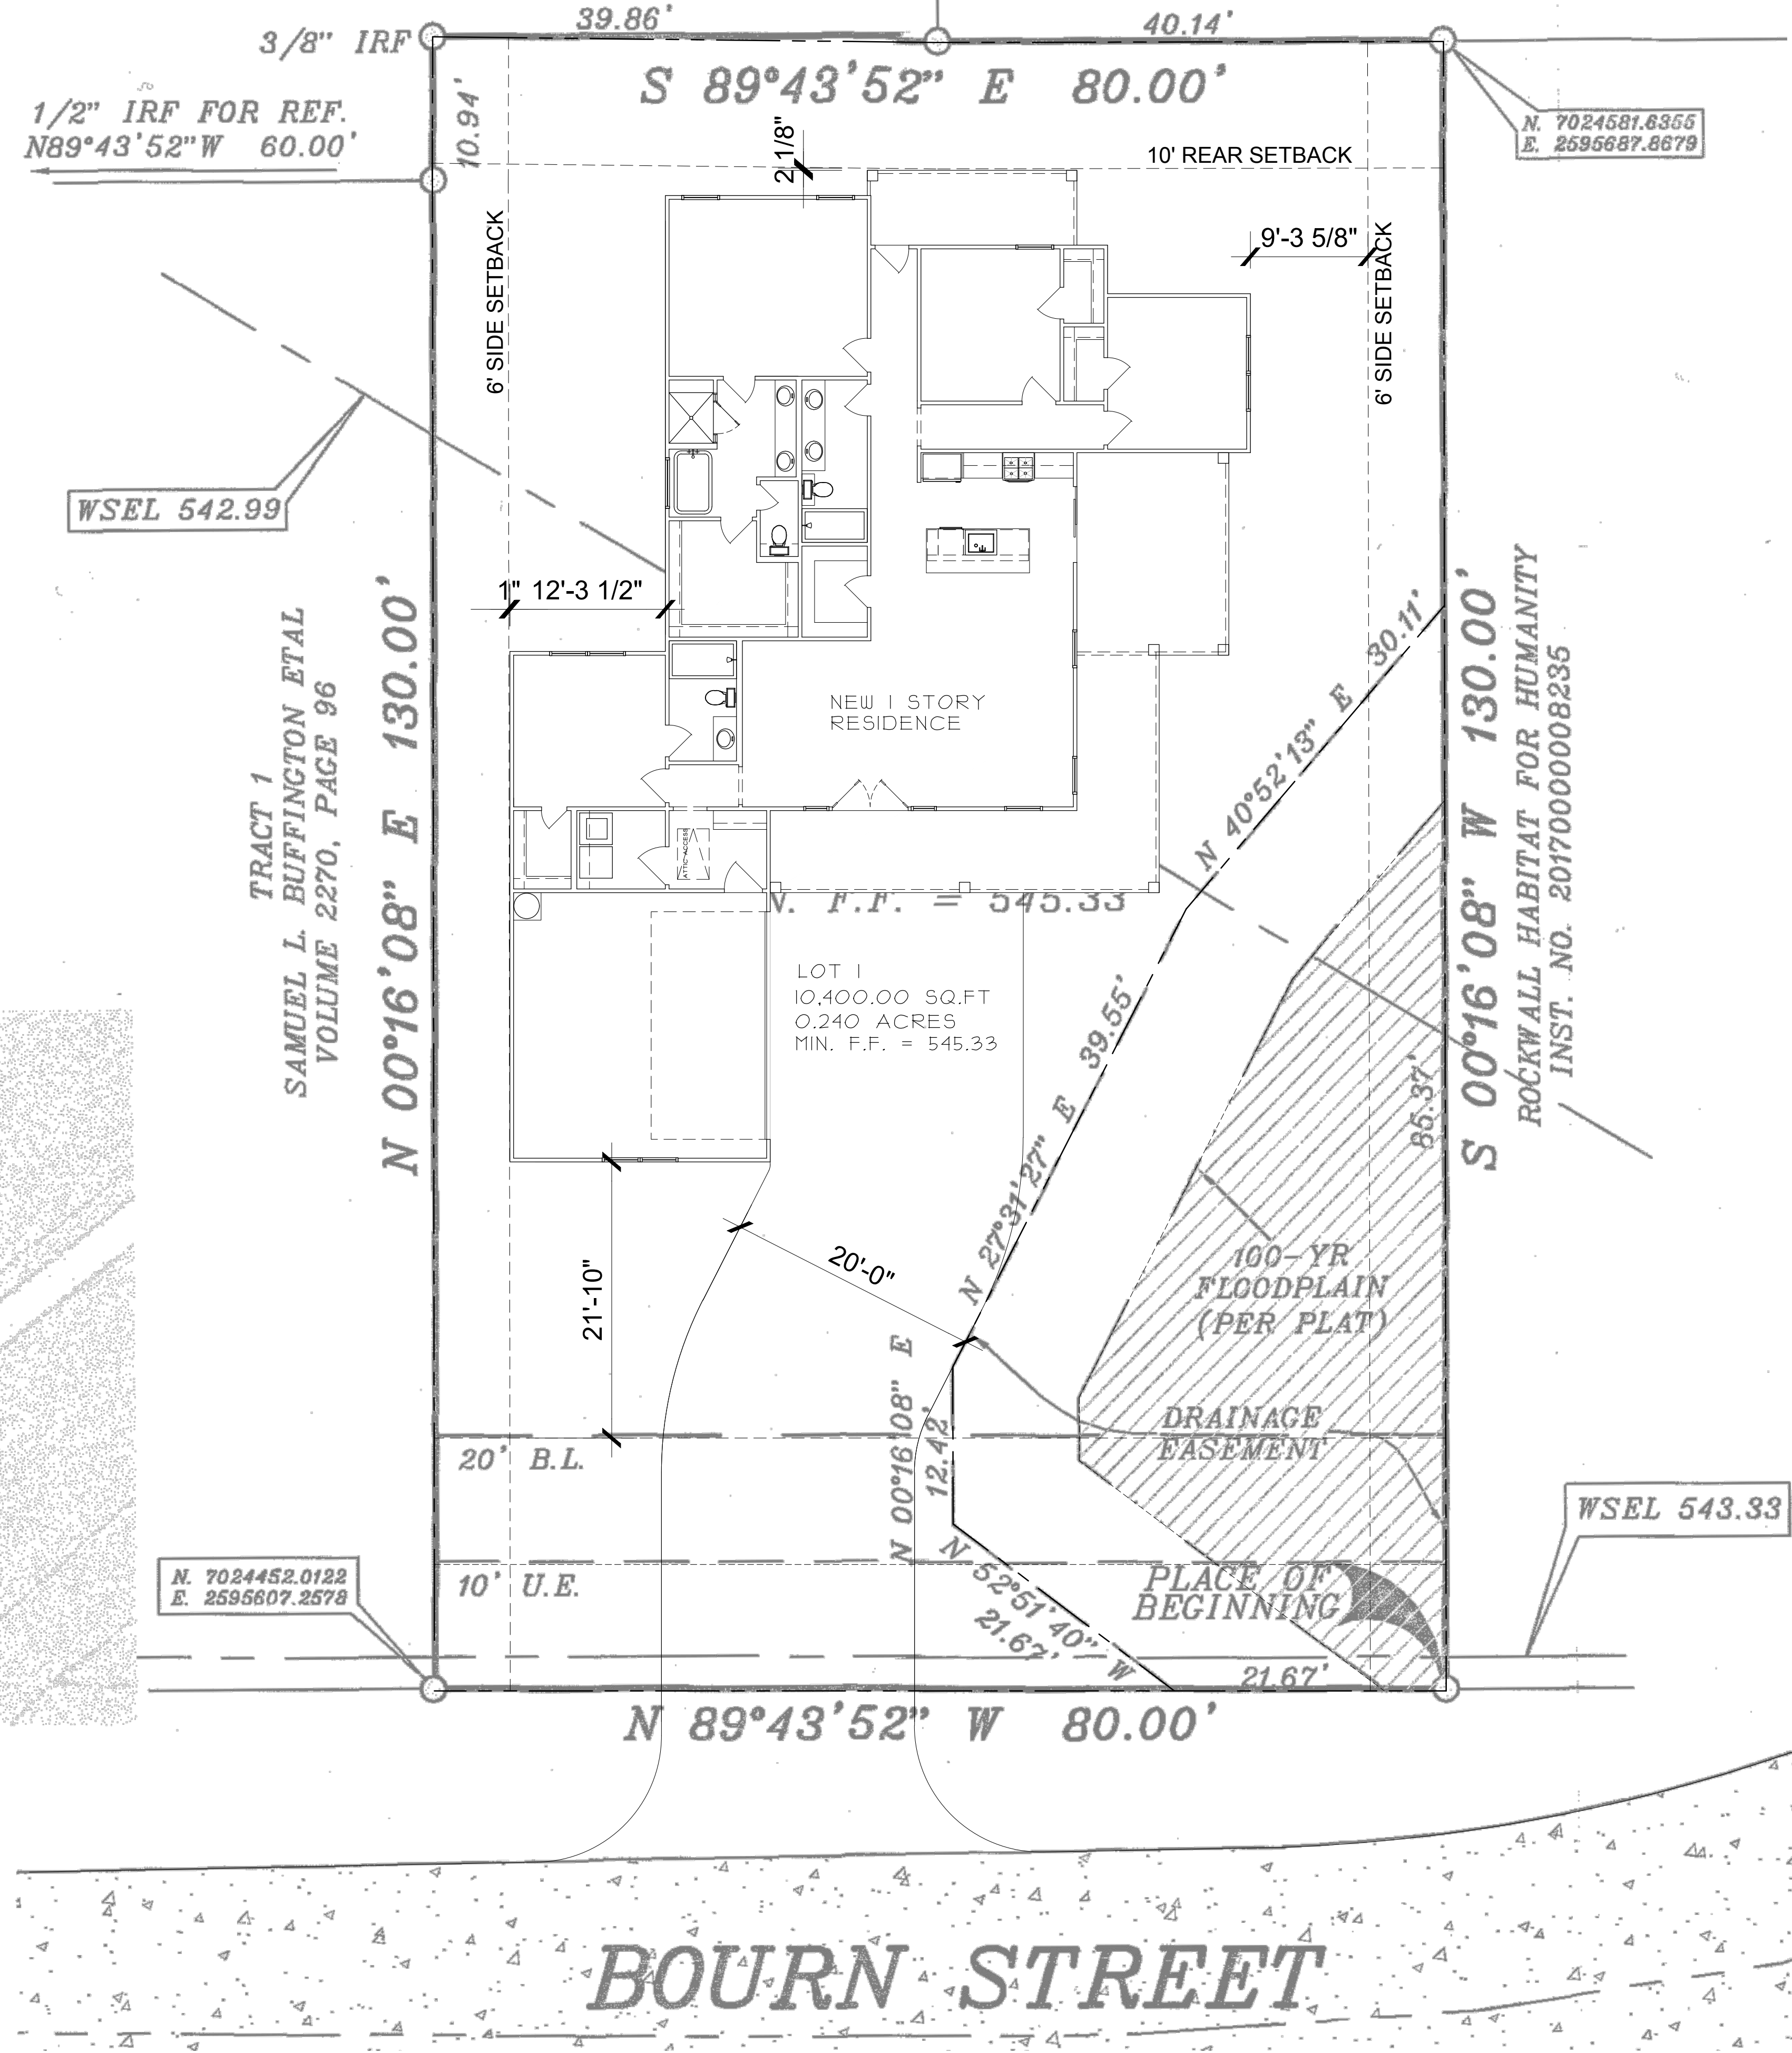 39.86'
40.14'
3/8" IRF
S 89°43'52" E 80.00'
1/2" IRF FOR REF.
N89°43'52"W 60.00'
10.94'
N. 7024581.6355
E. 2595687.8679
2 1/8"
10' REAR SETBACK
6' SIDE SETBACK
9'-3 5/8"
6' SIDE SETBACK
WSEL 542.99
1" 12'-3 1/2"
TRACT 1
SAMUEL L. BUFFINGTON ETAL
VOLUME 2270, PAGE 96
N 00°16'08" E 130.00'
NEW 1 STORY
RESIDENCE
ATTIC ACCESS
N 40°52'13" E 30.11'
S 00°16'08" W 130.00'
ROCKWALL HABITAT FOR HUMANITY
INST. NO. 20170000008235
N. F.F. = 545.33
LOT 1
10,400.00 SQ.FT
0.240 ACRES
MIN. F.F. = 545.33
N 27°31'27" E 39.55'
85.37'
20'-0"
21'-10"
100-YR
FLOODPLAIN
(PER PLAT)
N 00°16'08" E
12.42'
DRAINAGE
EASEMENT
20' B.L.
WSEL 543.33
N. 7024452.0122
E. 2595607.2578
10' U.E.
N 52°51'40" W
21.67'
PLACE OF
BEGINNING
21.67'
N 89°43'52" W 80.00'
BOURN STREET